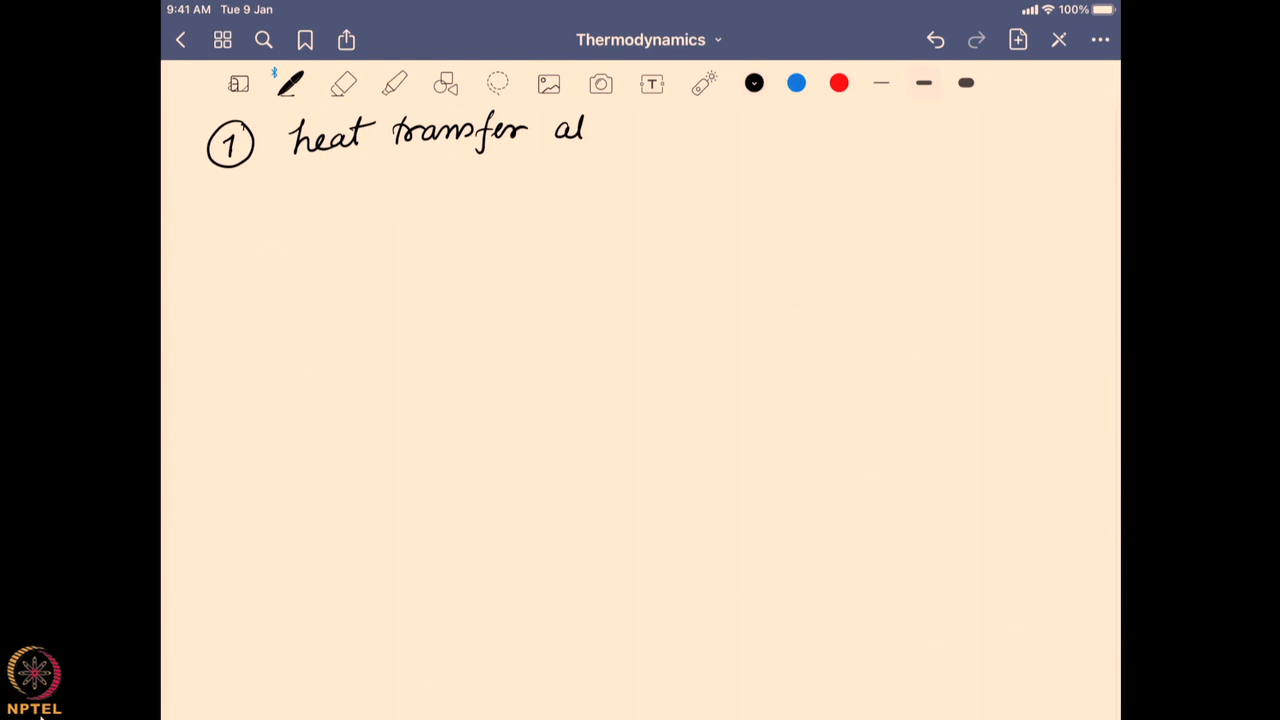 9:41 AM Tue 9 Jan 100%
Thermodynamics
T
1 heat transfer al
NPTEL